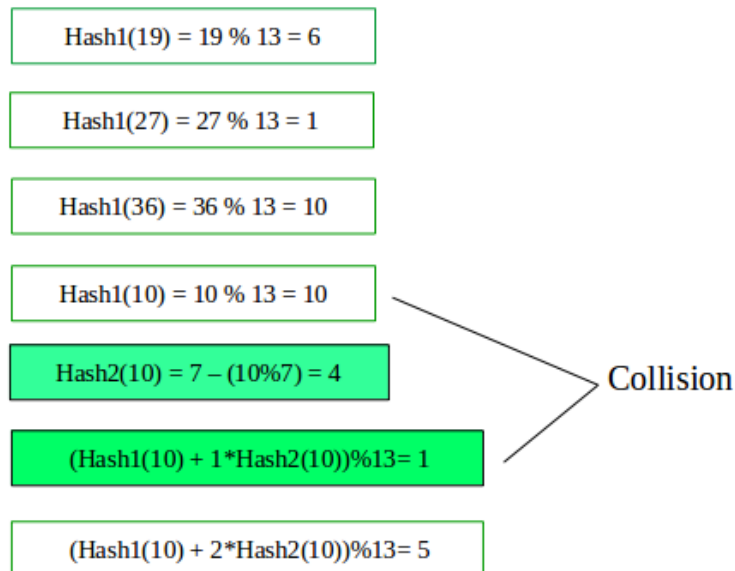 Hash1(19) = 19 % 13 = 6
Hash1(27) = 27 % 13 = 1
Hash1(36) = 36 % 13 = 10
Hash1(10) = 10 % 13 = 10
Hash2(10) = 7 – (10%7) = 4
Collision
(Hash1(10) + 1*Hash2(10))%13= 1
(Hash1(10) + 2*Hash2(10))%13= 5